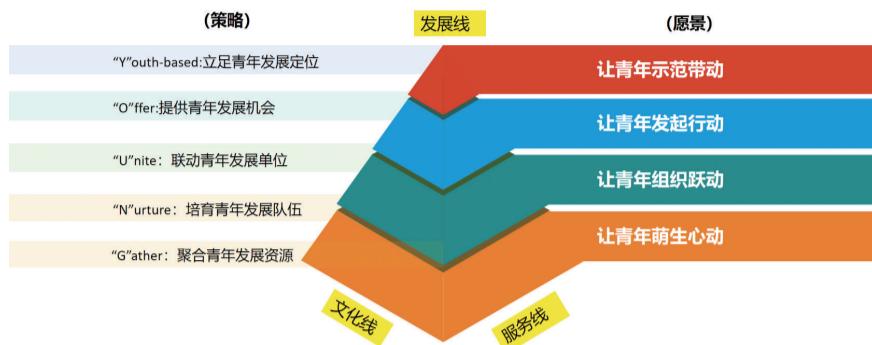 (策略)
发展线
(愿景)
“Y”outh-based:立足青年发展定位
让青年示范带动
“O”ffer:提供青年发展机会
让青年发起行动
“U”nite：联动青年发展单位
让青年组织跃动
“N”urture：培育青年发展队伍
让青年萌生心动
“G”ather：聚合青年发展资源
文化线
服务线